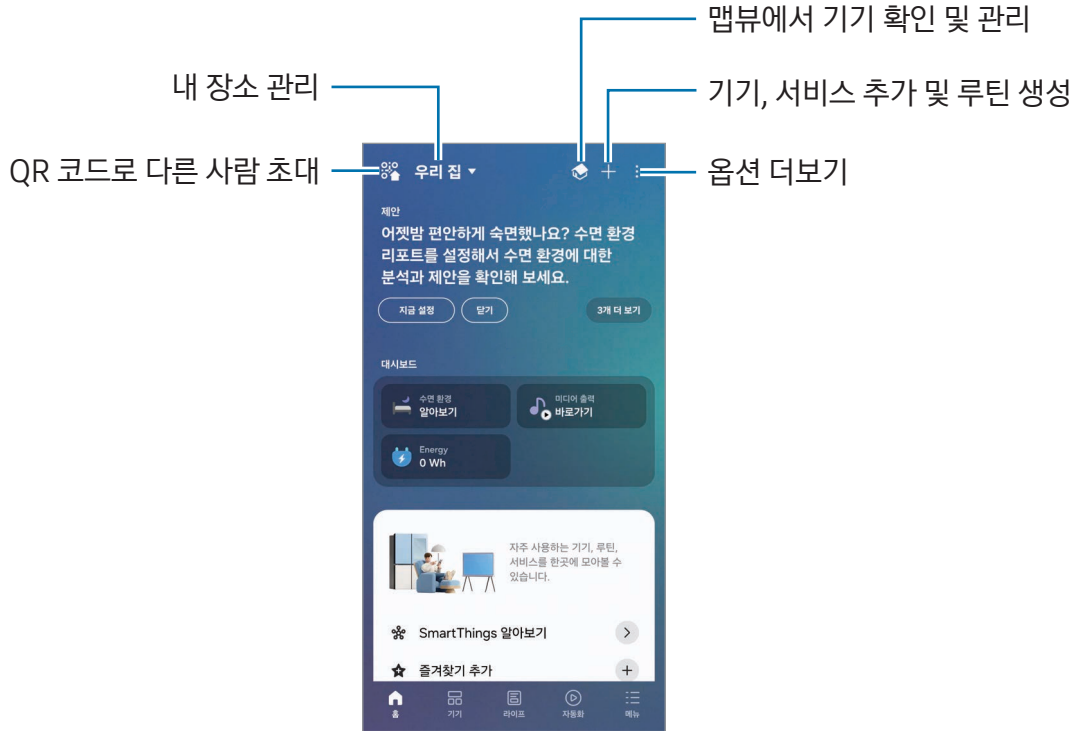 맵뷰에서 기기 확인 및 관리
내 장소 관리
기기, 서비스 추가 및 루틴 생성
QR 코드로 다른 사람 초대
옵션 더보기
우리 집
제안
어젯밤 편안하게 숙면했나요? 수면 환경
리포트를 설정해서 수면 환경에 대한
분석과 제안을 확인해 보세요.
지금 설정
닫기
3개 더 보기
대시보드
수면 환경
알아보기
미디어 출력
바로가기
Energy
0 Wh
자주 사용하는 기기, 루틴,
서비스를 한곳에 모아볼 수
있습니다.
SmartThings 알아보기
즐겨찾기 추가
홈
기기
라이프
자동화
메뉴